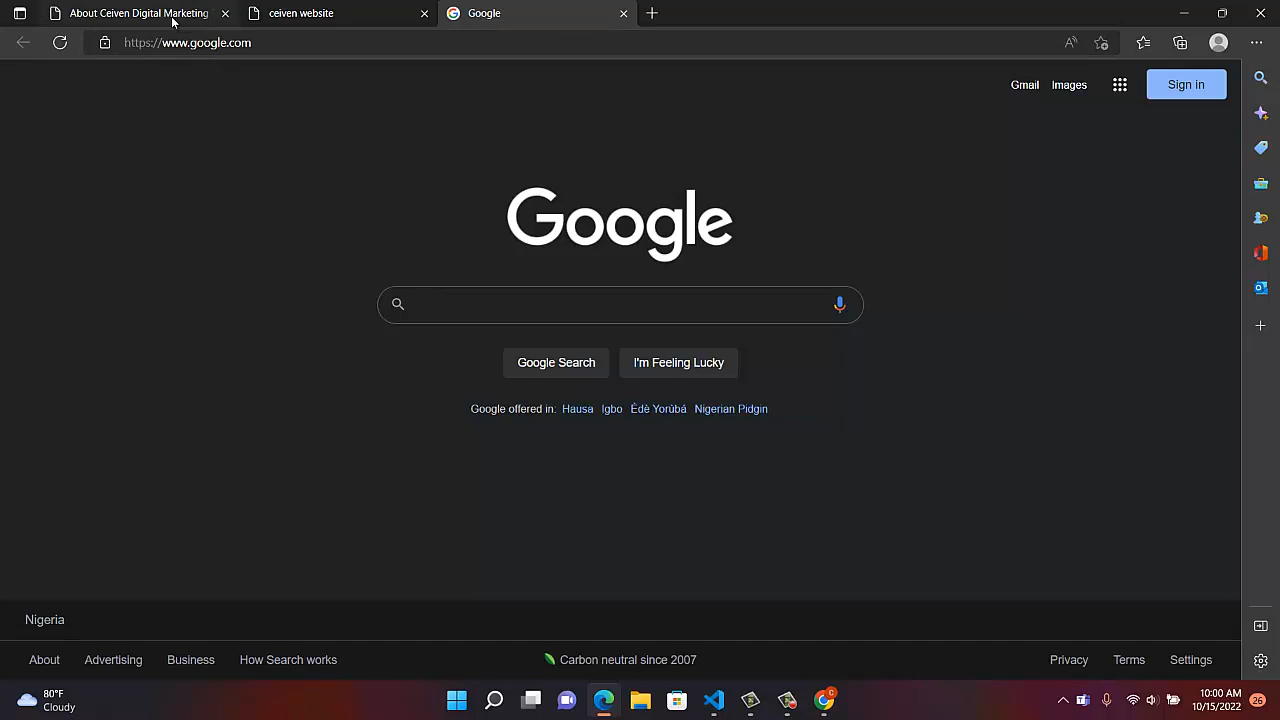 About Ceiven Digital Marketing
ceiven website
Google
https://www.google.com
Gmail Images
Sign in
Google
Google Search I'm Feeling Lucky
Google offered in: Hausa Igbo Èdè Yorùbá Nigerian Pidgin
Nigeria
About Advertising Business How Search works Carbon neutral since 2007 Privacy Terms Settings
80°F
Cloudy
C
10:00 AM
10/15/2022
26